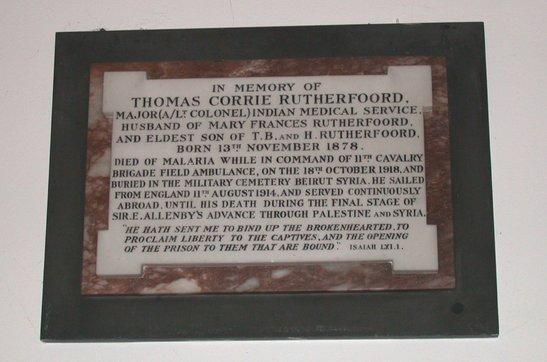 IN MEMORY OF
THOMAS CORRIE RUTHERFOORD,
MAJOR (A/LT COLONEL) INDIAN MEDICAL SERVICE,
HUSBAND OF MARY FRANCES RUTHERFOORD,
AND ELDEST SON OF T.B. AND H. RUTHERFOORD.
BORN 13TH NOVEMBER 1878.
DIED OF MALARIA WHILE IN COMMAND OF 11TH CAVALRY
BRIGADE FIELD AMBULANCE, ON THE 18TH OCTOBER 1918, AND
BURIED IN THE MILITARY CEMETERY BEIRUT SYRIA. HE SAILED
FROM ENGLAND 11TH AUGUST 1914, AND SERVED CONTINUOUSLY
ABROAD, UNTIL HIS DEATH DURING THE FINAL STAGE OF
SIR. E. ALLENBY'S ADVANCE THROUGH PALESTINE AND SYRIA.
"HE HATH SENT ME TO BIND UP THE BROKENHEARTED, TO
PROCLAIM LIBERTY TO THE CAPTIVES, AND THE OPENING
OF THE PRISON TO THEM THAT ARE BOUND." ISAIAH LXI.1.